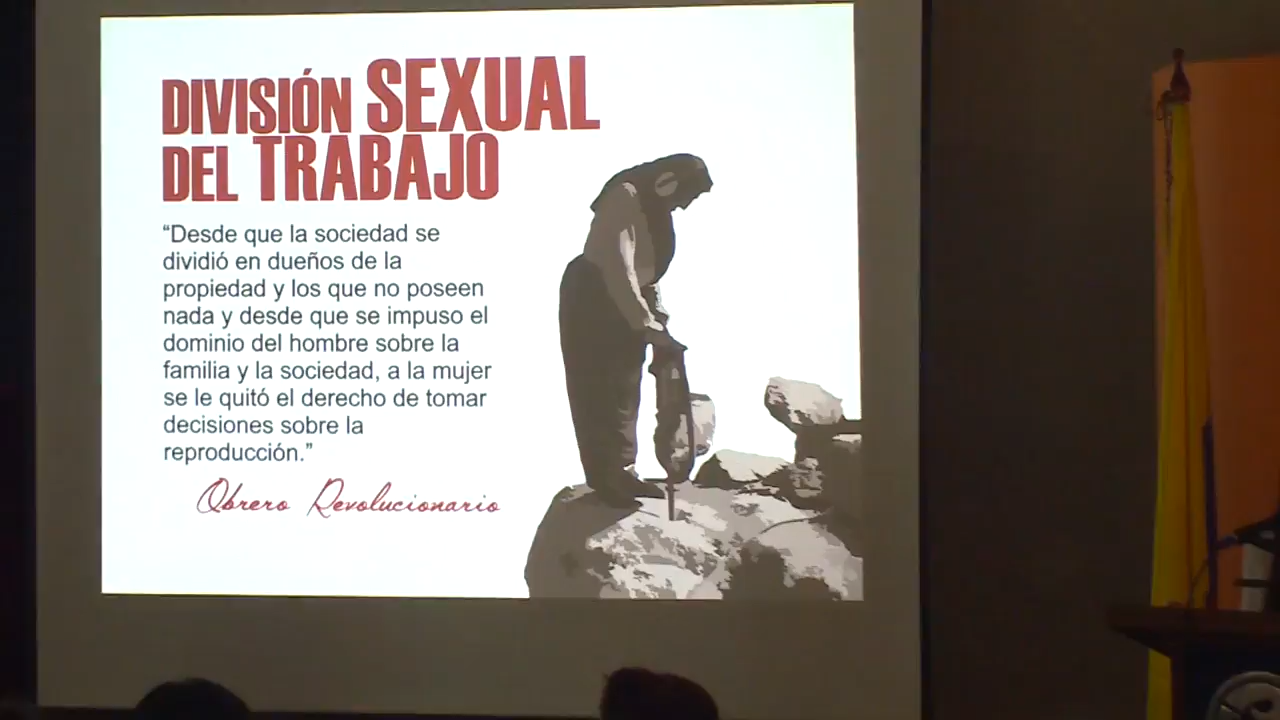 DIVISIÓN SEXUAL
DEL TRABAJO
“Desde que la sociedad se
dividió en dueños de la
propiedad y los que no poseen
nada y desde que se impuso el
dominio del hombre sobre la
familia y la sociedad, a la mujer
se le quitó el derecho de tomar
decisiones sobre la
reproducción.”
Obrero Revolucionario